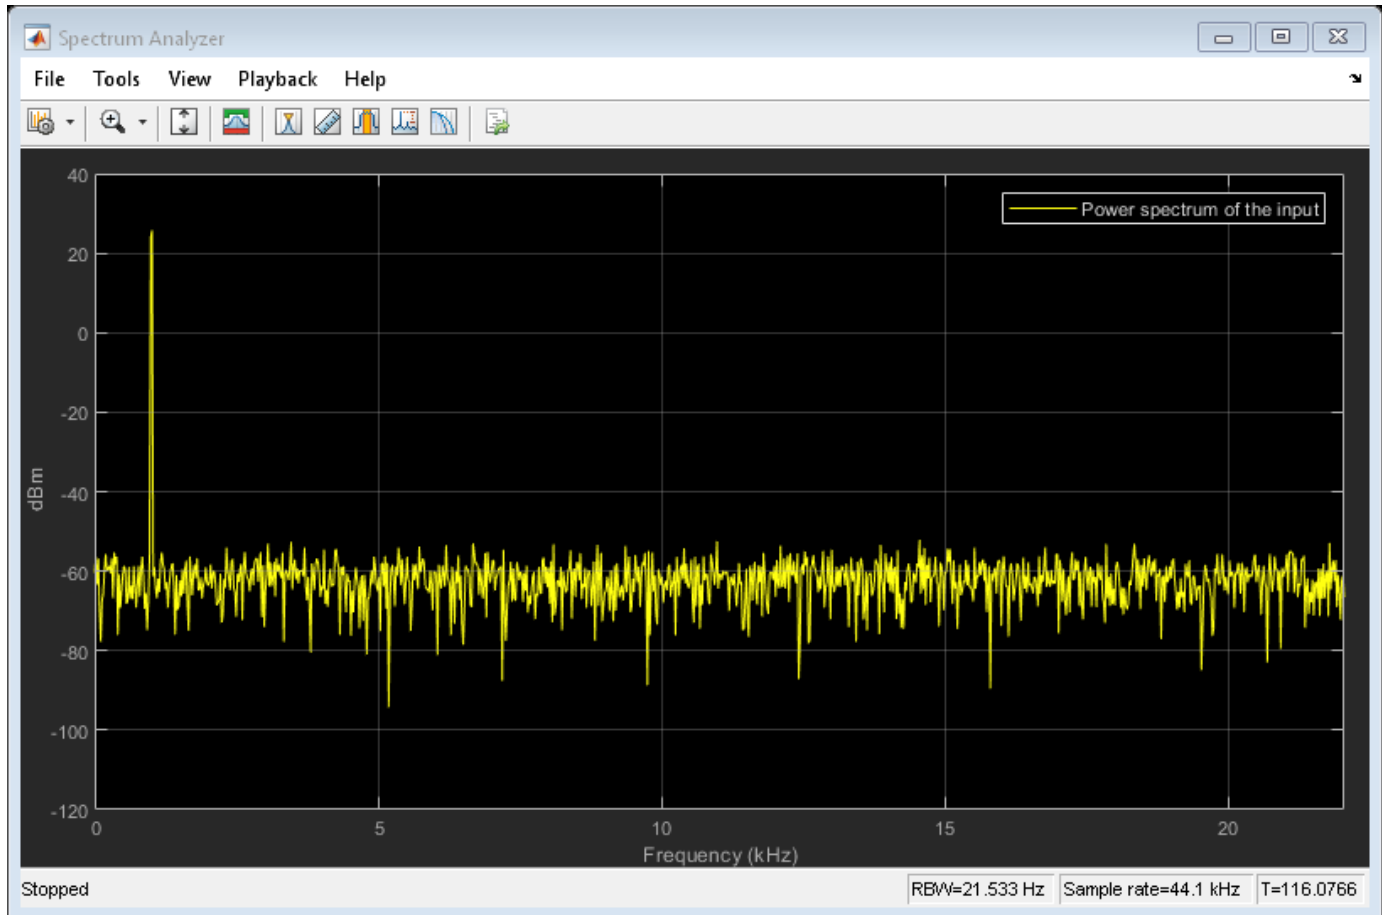 Spectrum Analyzer
File Tools View Playback Help
Power spectrum of the input
40
20
0
-20
-40
-60
-80
-100
-120
dBm
0 5 10 15 20
Frequency (kHz)
Stopped RBW=21.533 Hz Sample rate=44.1 kHz T=116.0766